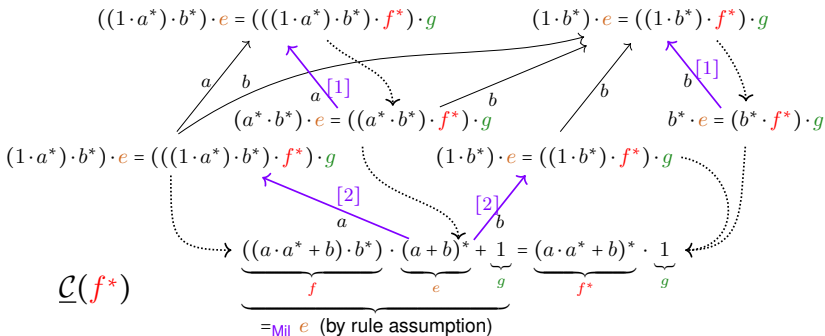 ((1 · a*) · b*) · e = (((1 · a*) · b*) · f*) · g (1 · b*) · e = ((1 · b*) · f*) · g
a b a [1] b b b [1]
(a* · b*) · e = ((a* · b*) · f*) · g b* · e = (b* · f*) · g
(1 · a*) · b*) · e = (((1 · a*) · b*) · f*) · g (1 · b*) · e = ((1 · b*) · f*) · g
[2] a [2] b
((a · a* + b) · b*) · (a + b)* + 1 = (a · a* + b)* · 1
f e g f* g
C(f*)
=Mil e (by rule assumption)